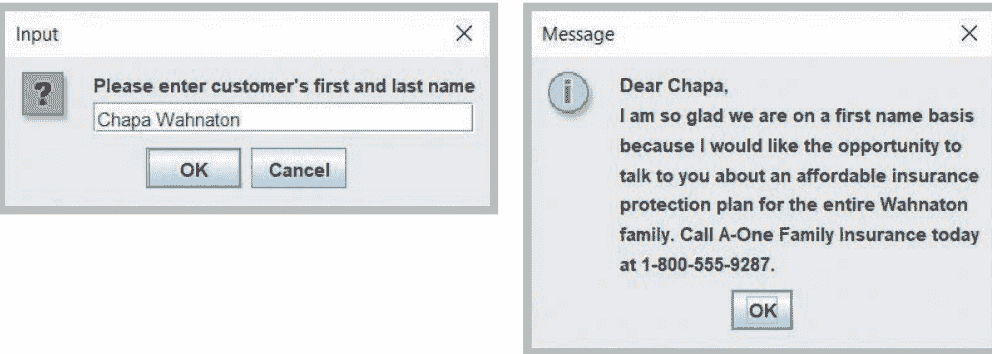 Input
Please enter customer's first and last name
Chapa Wahnaton
OK
Cancel
Message
Dear Chapa,
I am so glad we are on a first name basis
because I would like the opportunity to
talk to you about an affordable insurance
protection plan for the entire Wahnaton
family. Call A-One Family Insurance today
at 1-800-555-9287.
OK